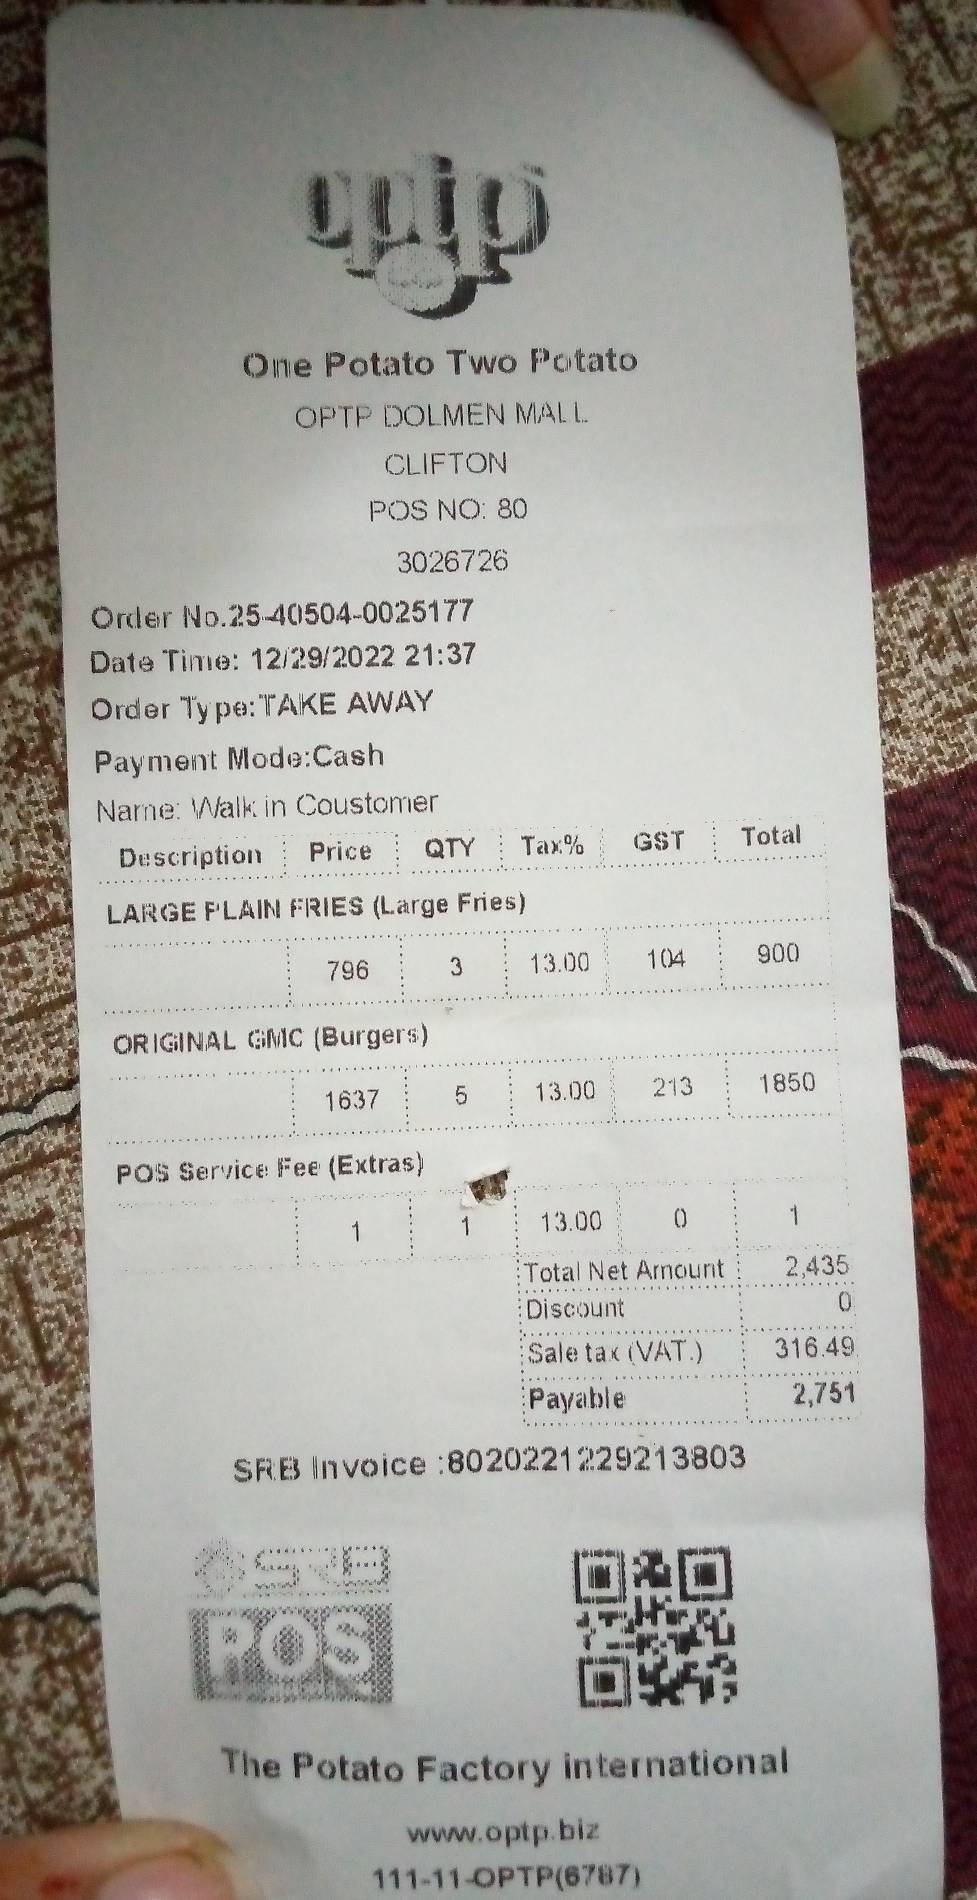 optp
One Potato Two Potato
OPTP DOLMEN MALL
CLIFTON
POS NO: 80
3026726
Order No.25-40504-0025177
Date Time: 12/29/2022 21:37
Order Type:TAKE AWAY
Payment Mode:Cash
Name: Walk in Coustomer
Description Price QTY Tax% GST Total
LARGE PLAIN FRIES (Large Fries)
796 3 13.00 104 900
ORIGINAL GMC (Burgers)
1637 5 13.00 213 1850
POS Service Fee (Extras)
1 1 13.00 0 1
Total Net Amount 2,435
Discount 0
Sale tax (VAT.) 316.49
Payable 2,751
SRB Invoice :8020221229213803
SRB
POS
The Potato Factory international
www.optp.biz
111-11-OPTP(6787)